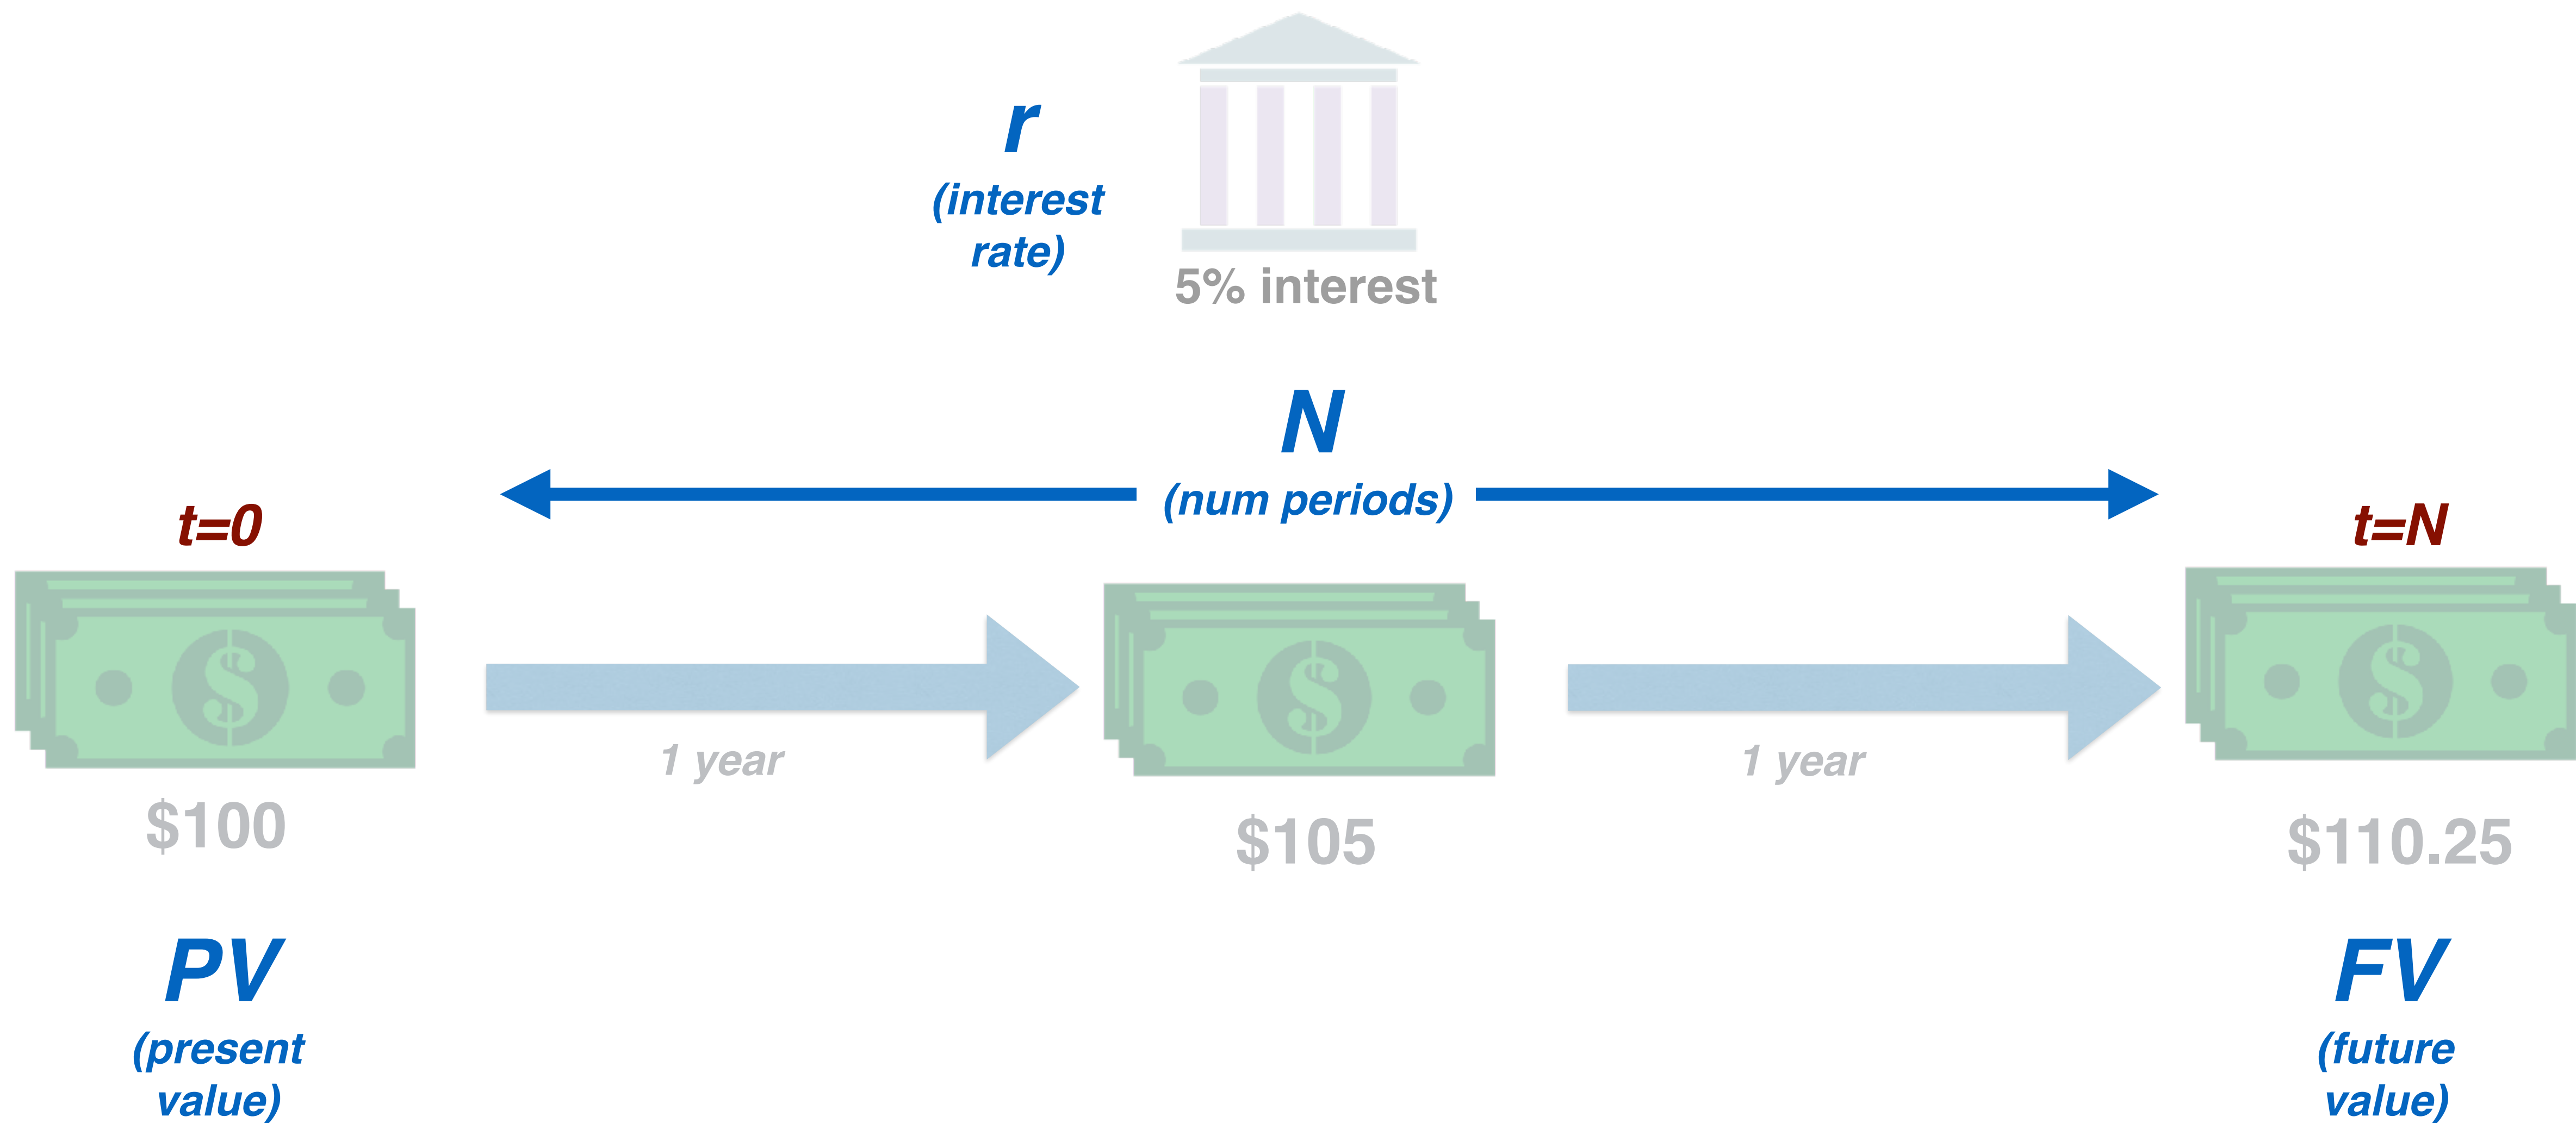 r
(interest
rate)
5% interest
N
(num periods)
t=0
t=N
1 year
1 year
$100
$105
$110.25
PV
(present
value)
FV
(future
value)